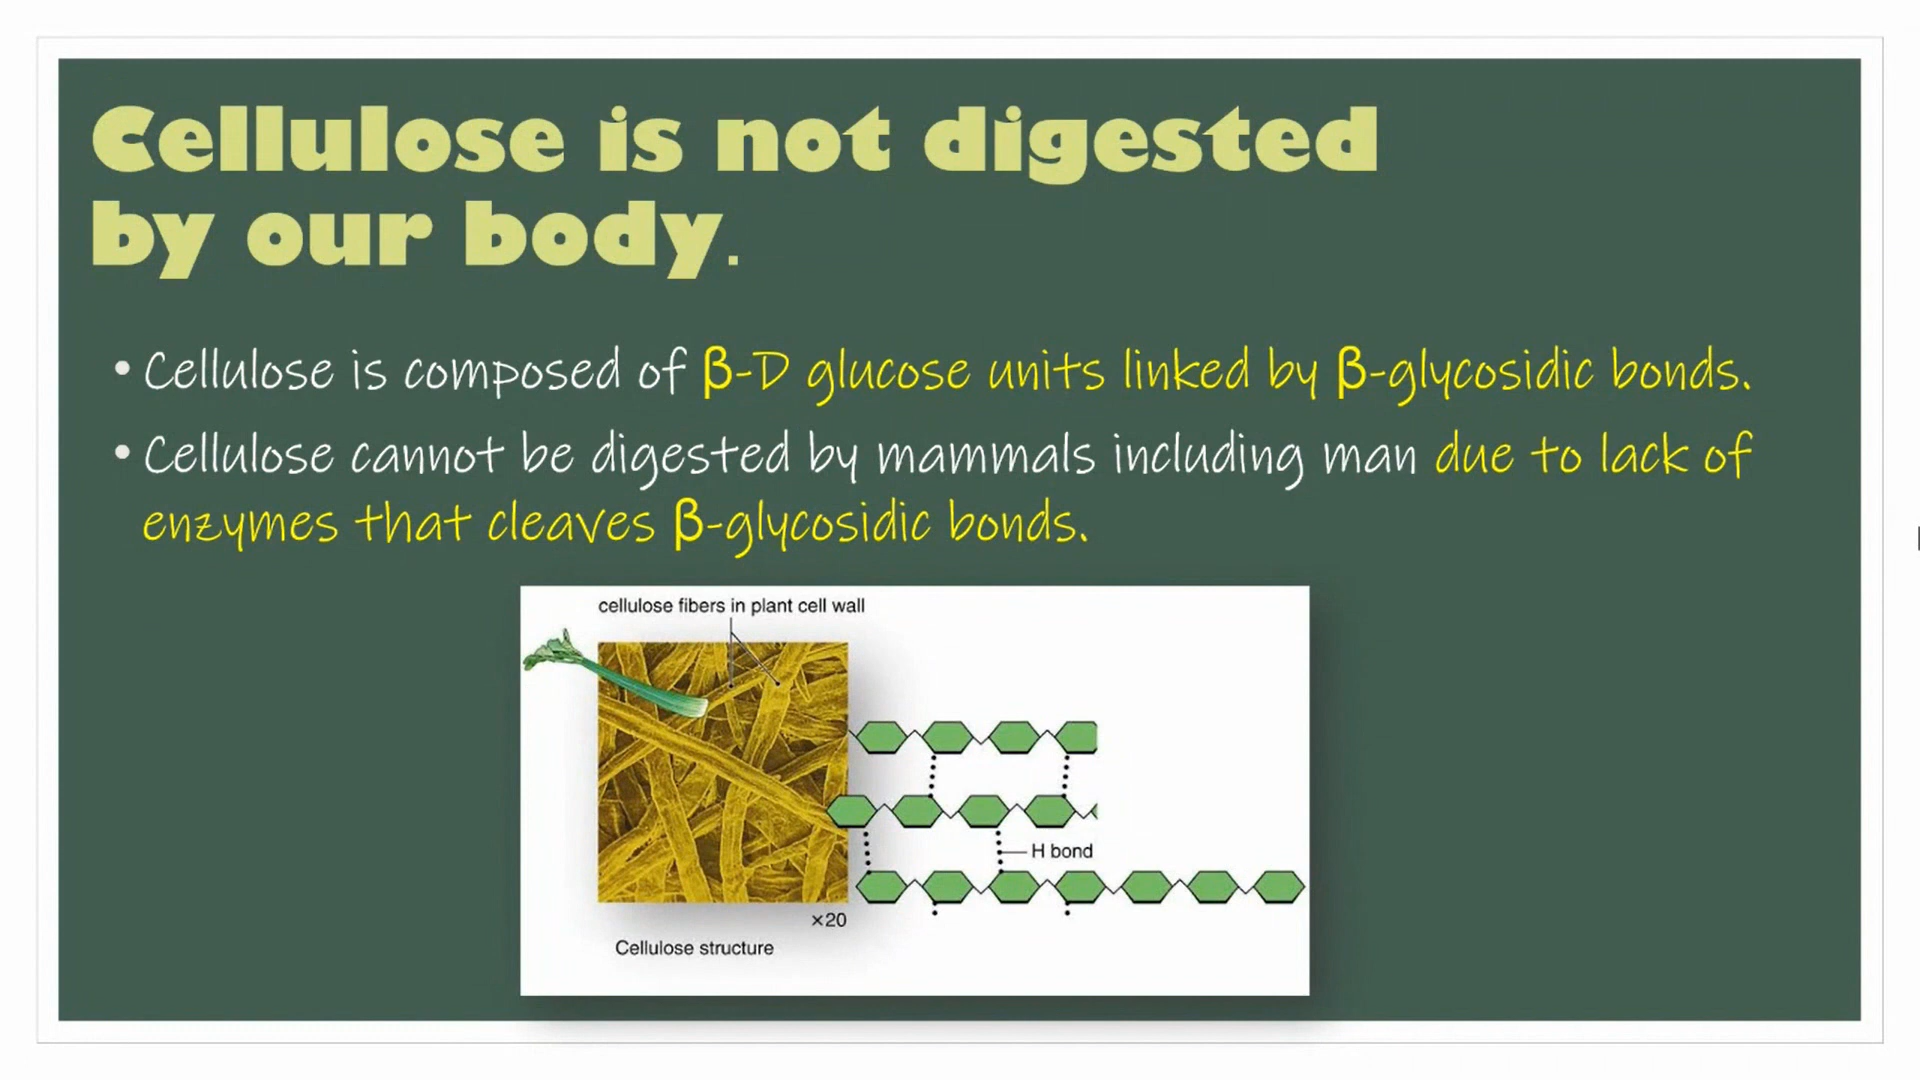 Cellulose is not digested
by our body.
• Cellulose is composed of β-D glucose units linked by β-glycosidic bonds.
• Cellulose cannot be digested by mammals including man due to lack of
enzymes that cleaves β-glycosidic bonds.
cellulose fibers in plant cell wall
H bond
×20
Cellulose structure